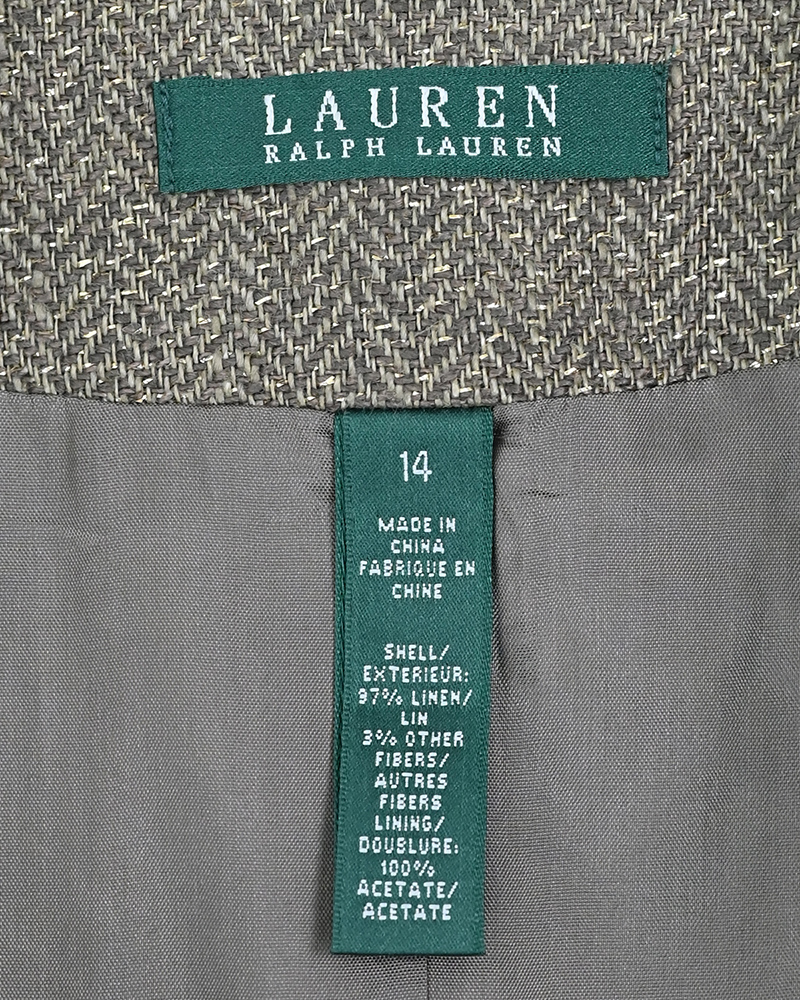 LAUREN
RALPH LAUREN
14
MADE IN
CHINA
FABRIQUE EN
CHINE
SHELL/
EXTERIEUR:
97% LINEN/
LIN
3% OTHER
FIBERS/
AUTRES
FIBERS
LINING/
DOUBLURE:
100%
ACETATE/
ACETATE